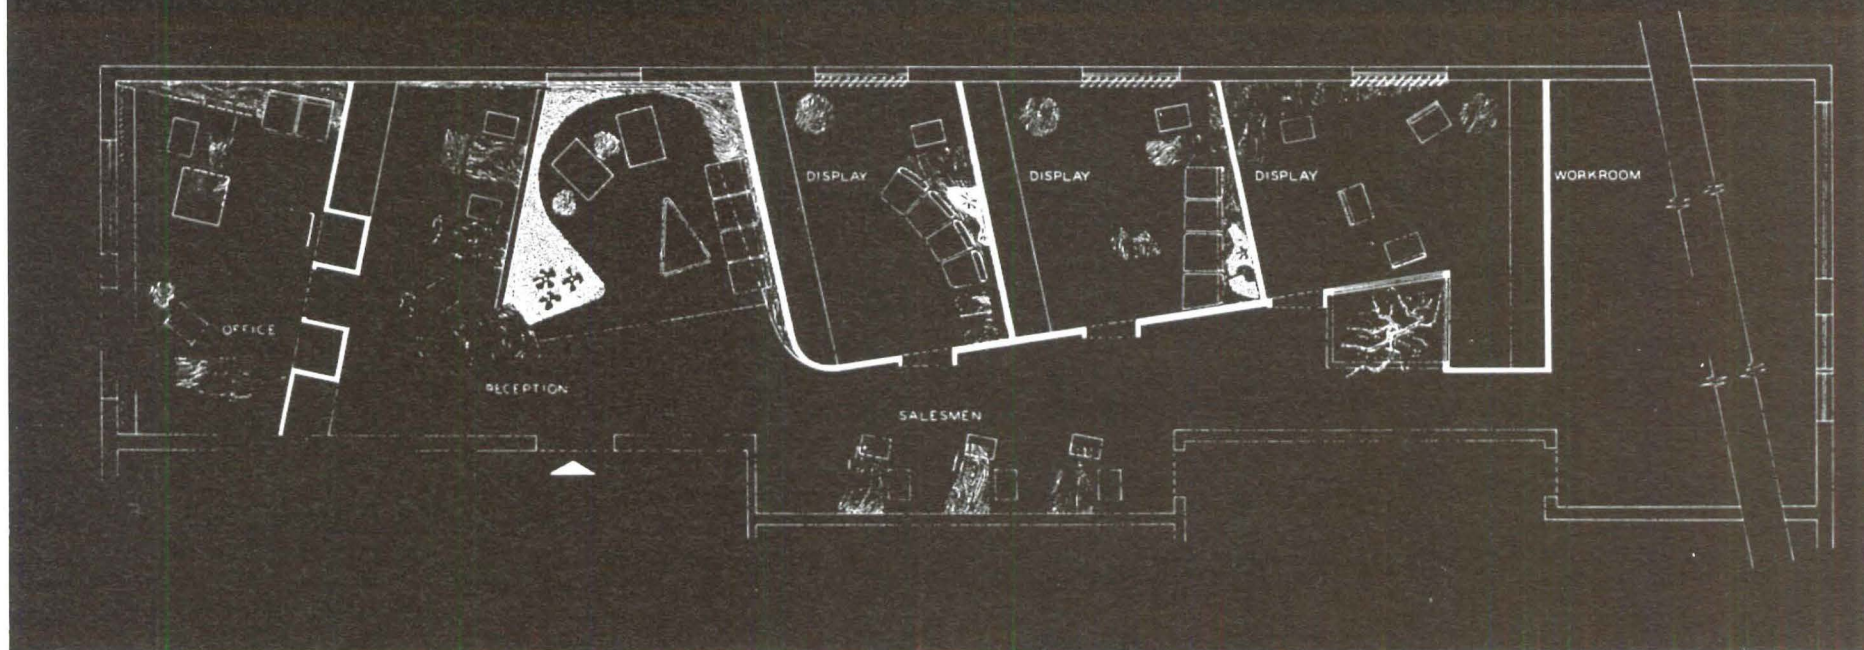 DISPLAY
DISPLAY
DISPLAY
WORKROOM
OFFICE
RECEPTION
SALESMEN